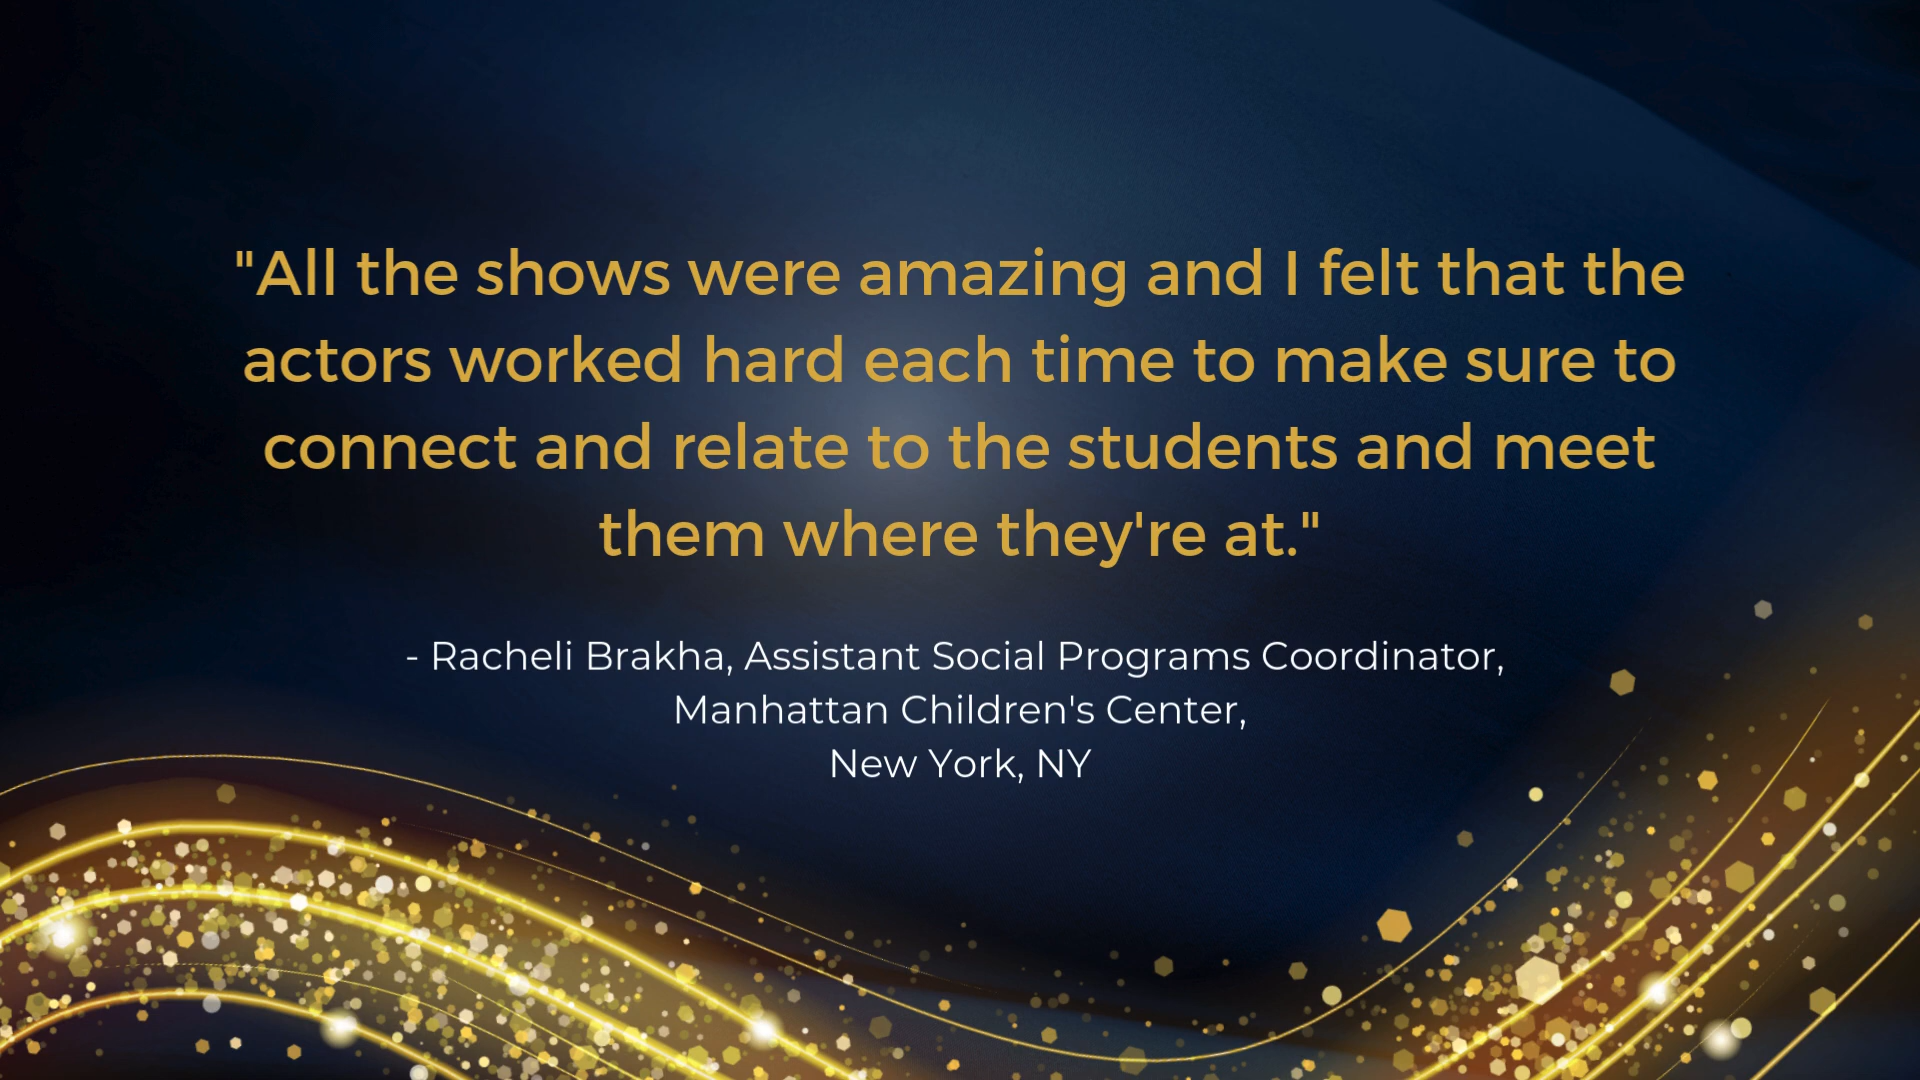 "All the shows were amazing and I felt that the
actors worked hard each time to make sure to
connect and relate to the students and meet
them where they're at."
- Racheli Brakha, Assistant Social Programs Coordinator,
Manhattan Children's Center,
New York, NY